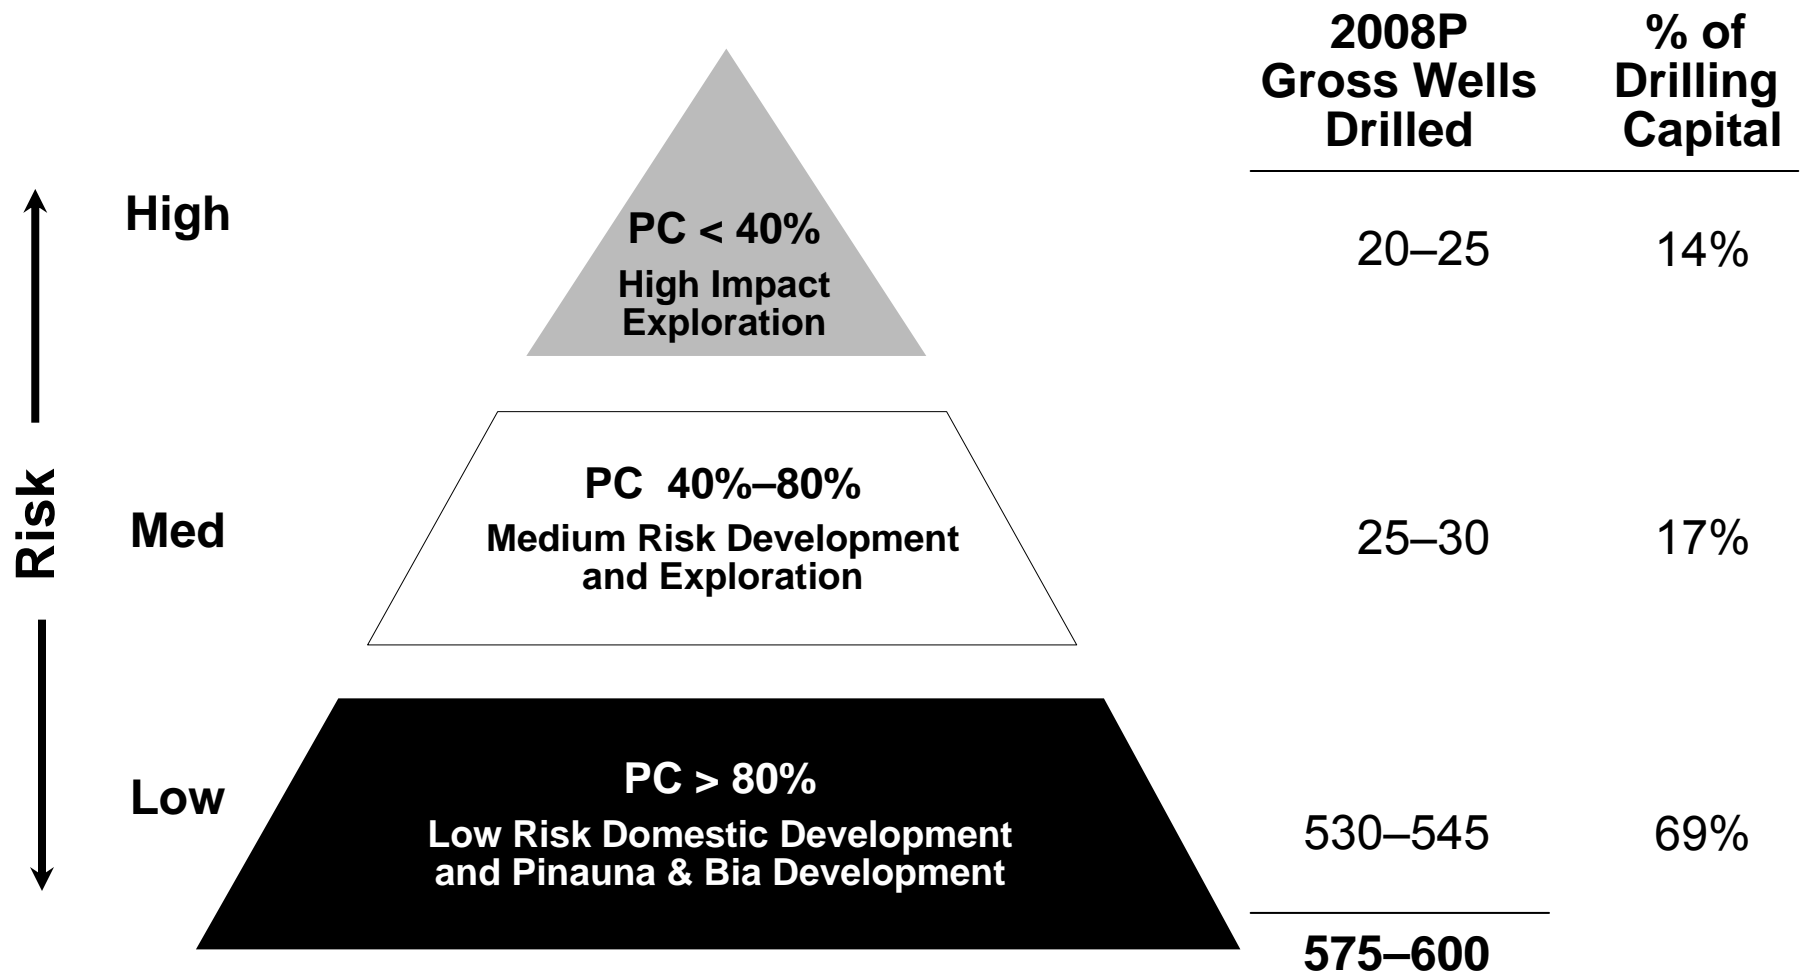 2008P
Gross Wells
Drilled
% of
Drilling
Capital
High
PC < 40%
High Impact
Exploration
20–25
14%
Risk
Med
PC 40%–80%
Medium Risk Development
and Exploration
25–30
17%
Low
PC > 80%
Low Risk Domestic Development
and Pinauna & Bia Development
530–545
69%
575–600